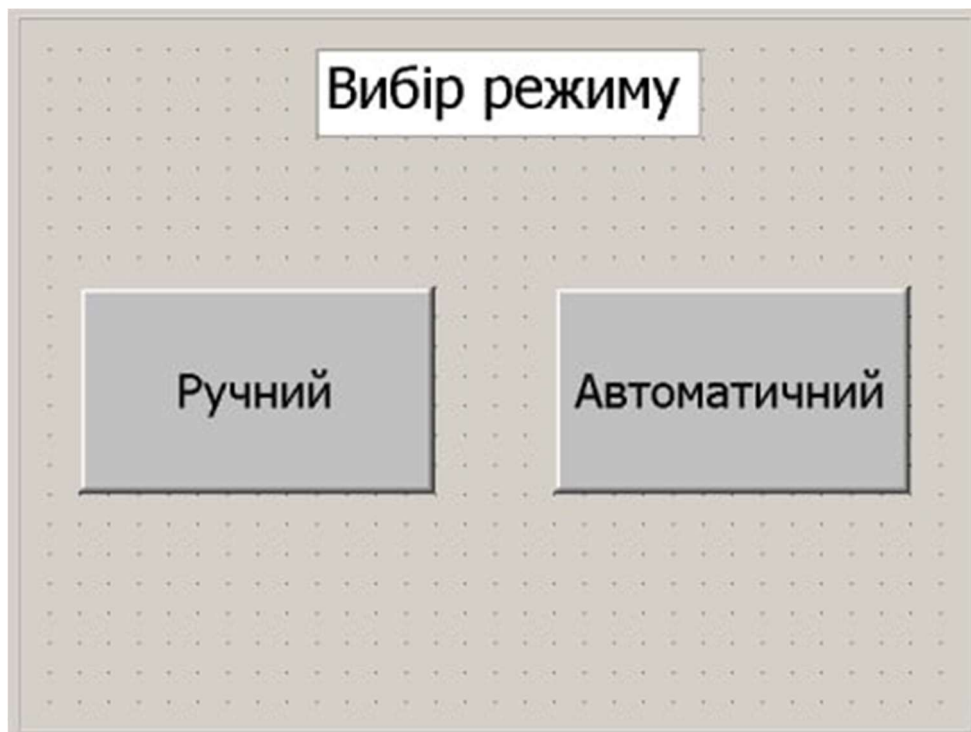 Вибір режиму
Ручний
Автоматичний